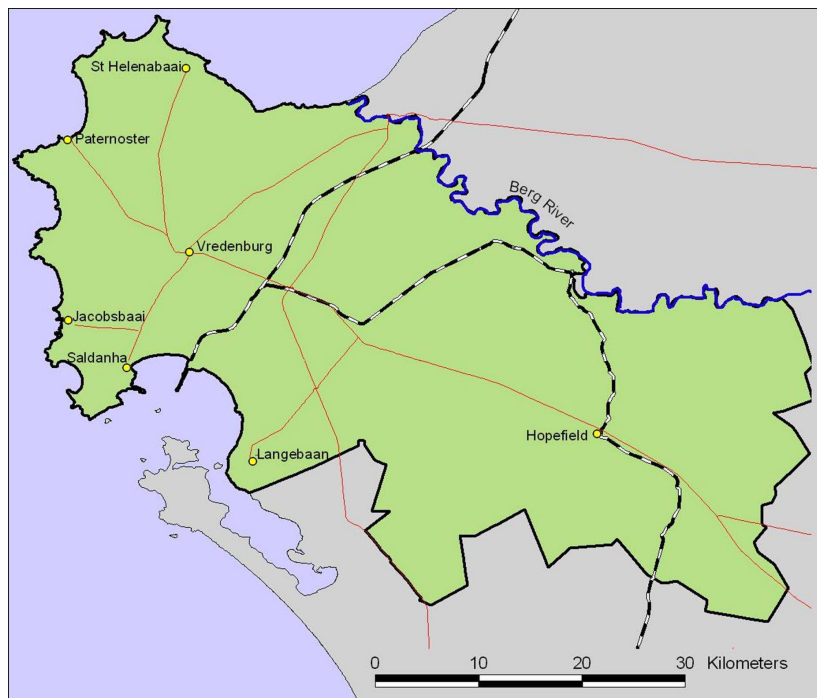 St Helenabaai
Paternoster
Berg River
Vredenburg
Jacobsbaai
Saldanha
Hopefield
Langebaan
0 10 20 30 Kilometers